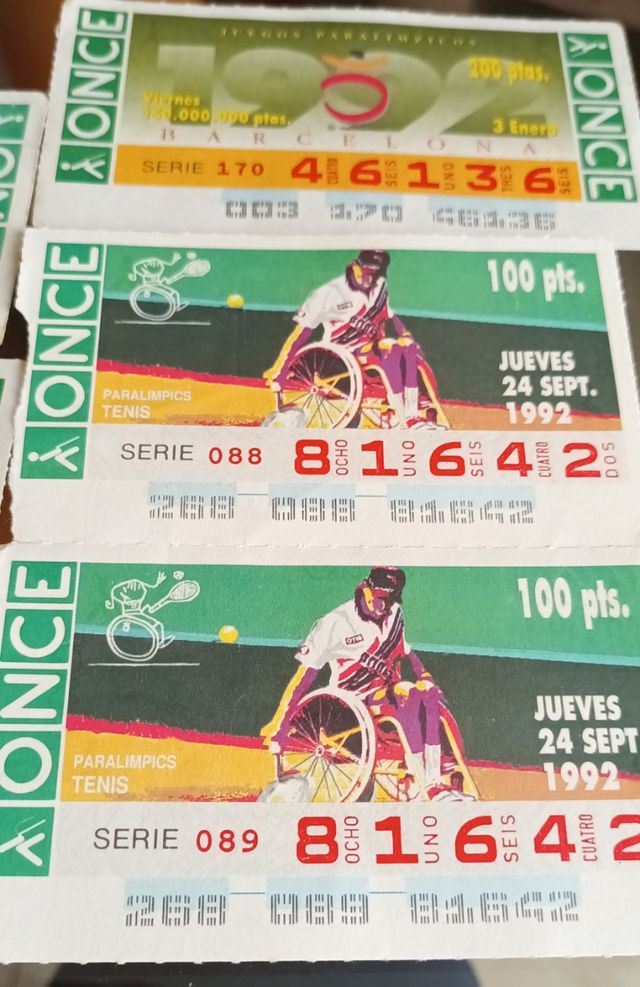 ONCE
JUEGOS PARALIMPICOS
1992
200 ptas.
Viernes
150.000.000 ptas.
3 Enero
BARCELONA
ONCE
SERIE 170 4 CUATRO 6 SEIS 1 UNO 3 TRES 6 SEIS
003 170 46136
ONCE
100 pts.
JUEVES
24 SEPT.
1992
PARALIMPICS
TENIS
SERIE 088 8 OCHO 1 UNO 6 SEIS 4 CUATRO 2 DOS
268 088 81642
ONCE
100 pts.
JUEVES
24 SEPT
1992
PARALIMPICS
TENIS
SERIE 089 8 OCHO 1 UNO 6 SEIS 4 CUATRO 2
268 089 81642